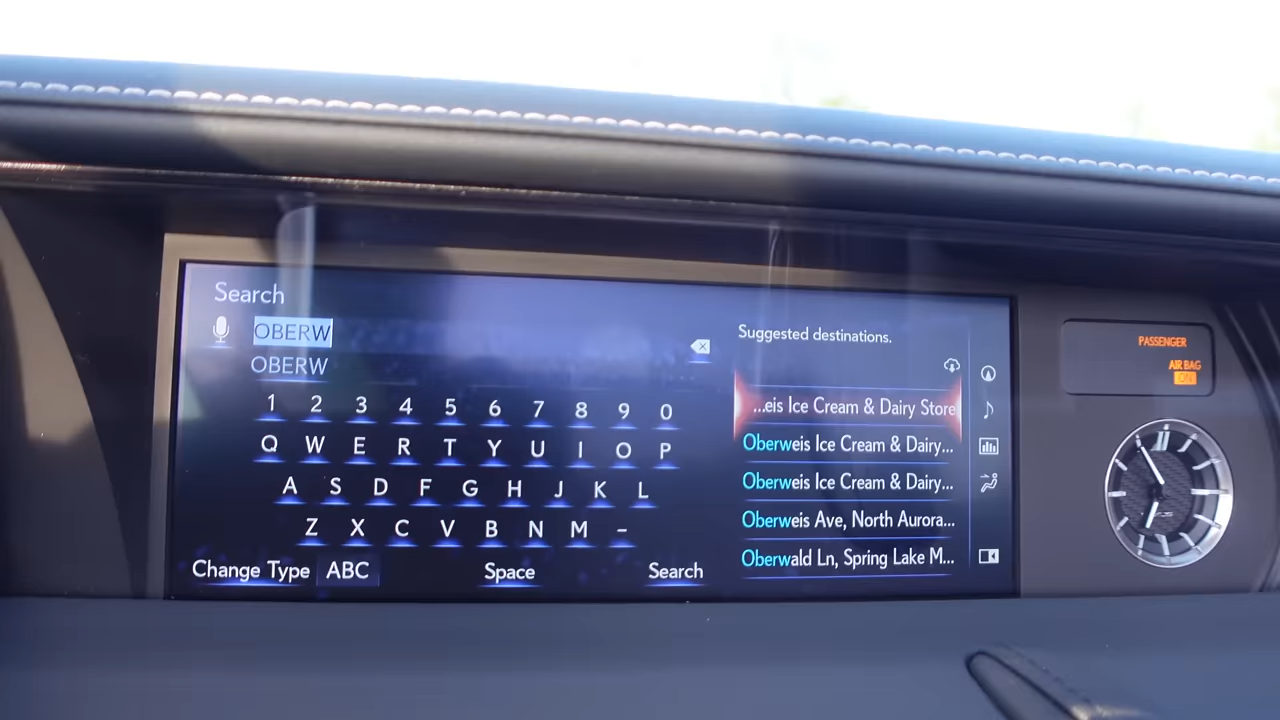 Search
OBERW
OBERW
1 2 3 4 5 6 7 8 9 0
Q W E R T Y U I O P
A S D F G H J K L
Z X C V B N M -
Change Type ABC Space Search
Suggested destinations.
...eis Ice Cream & Dairy Store
Oberweis Ice Cream & Dairy...
Oberweis Ice Cream & Dairy...
Oberweis Ave, North Aurora...
Oberwald Ln, Spring Lake M...
PASSENGER
AIR BAG
ON